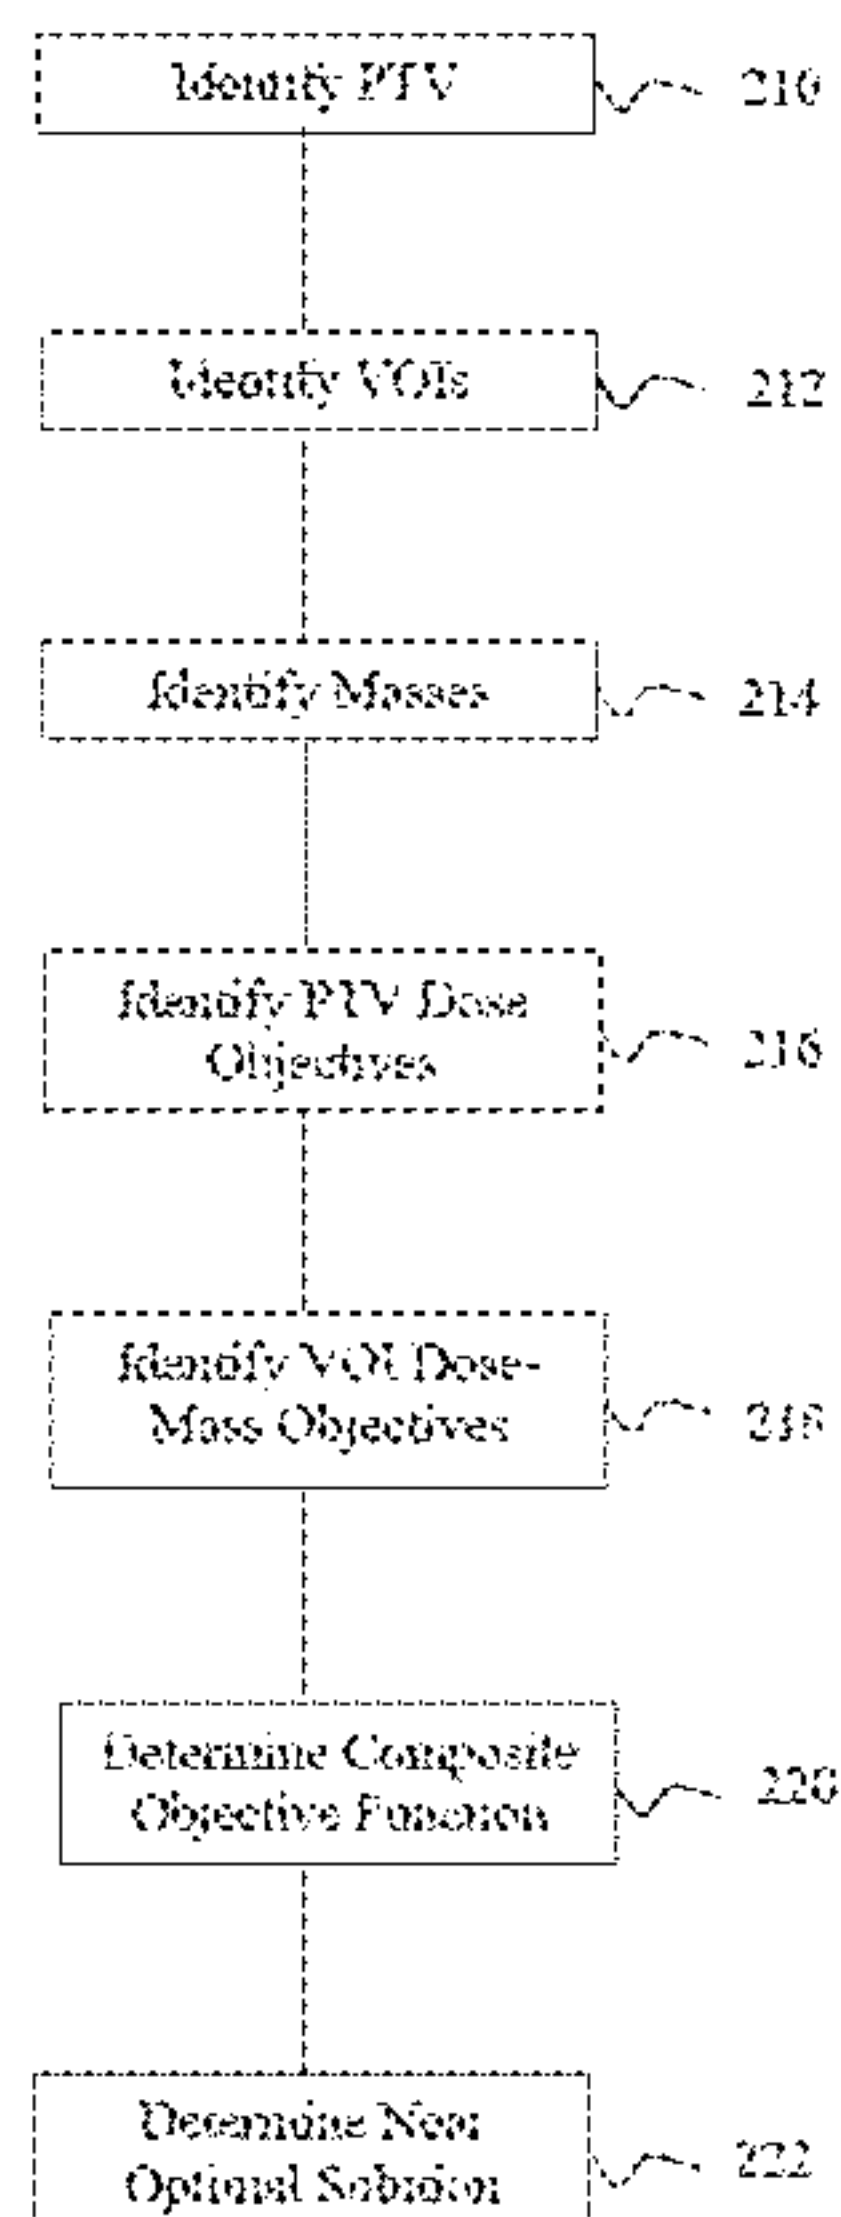 Identify PTV
210
Identify VOIs
212
Identify Masses
214
Identify PTV Dose
Objectives
216
Identify VOI Dose-
Mass Objectives
218
Determine Composite
Objective Function
220
Determine Near
Optimal Solution
222